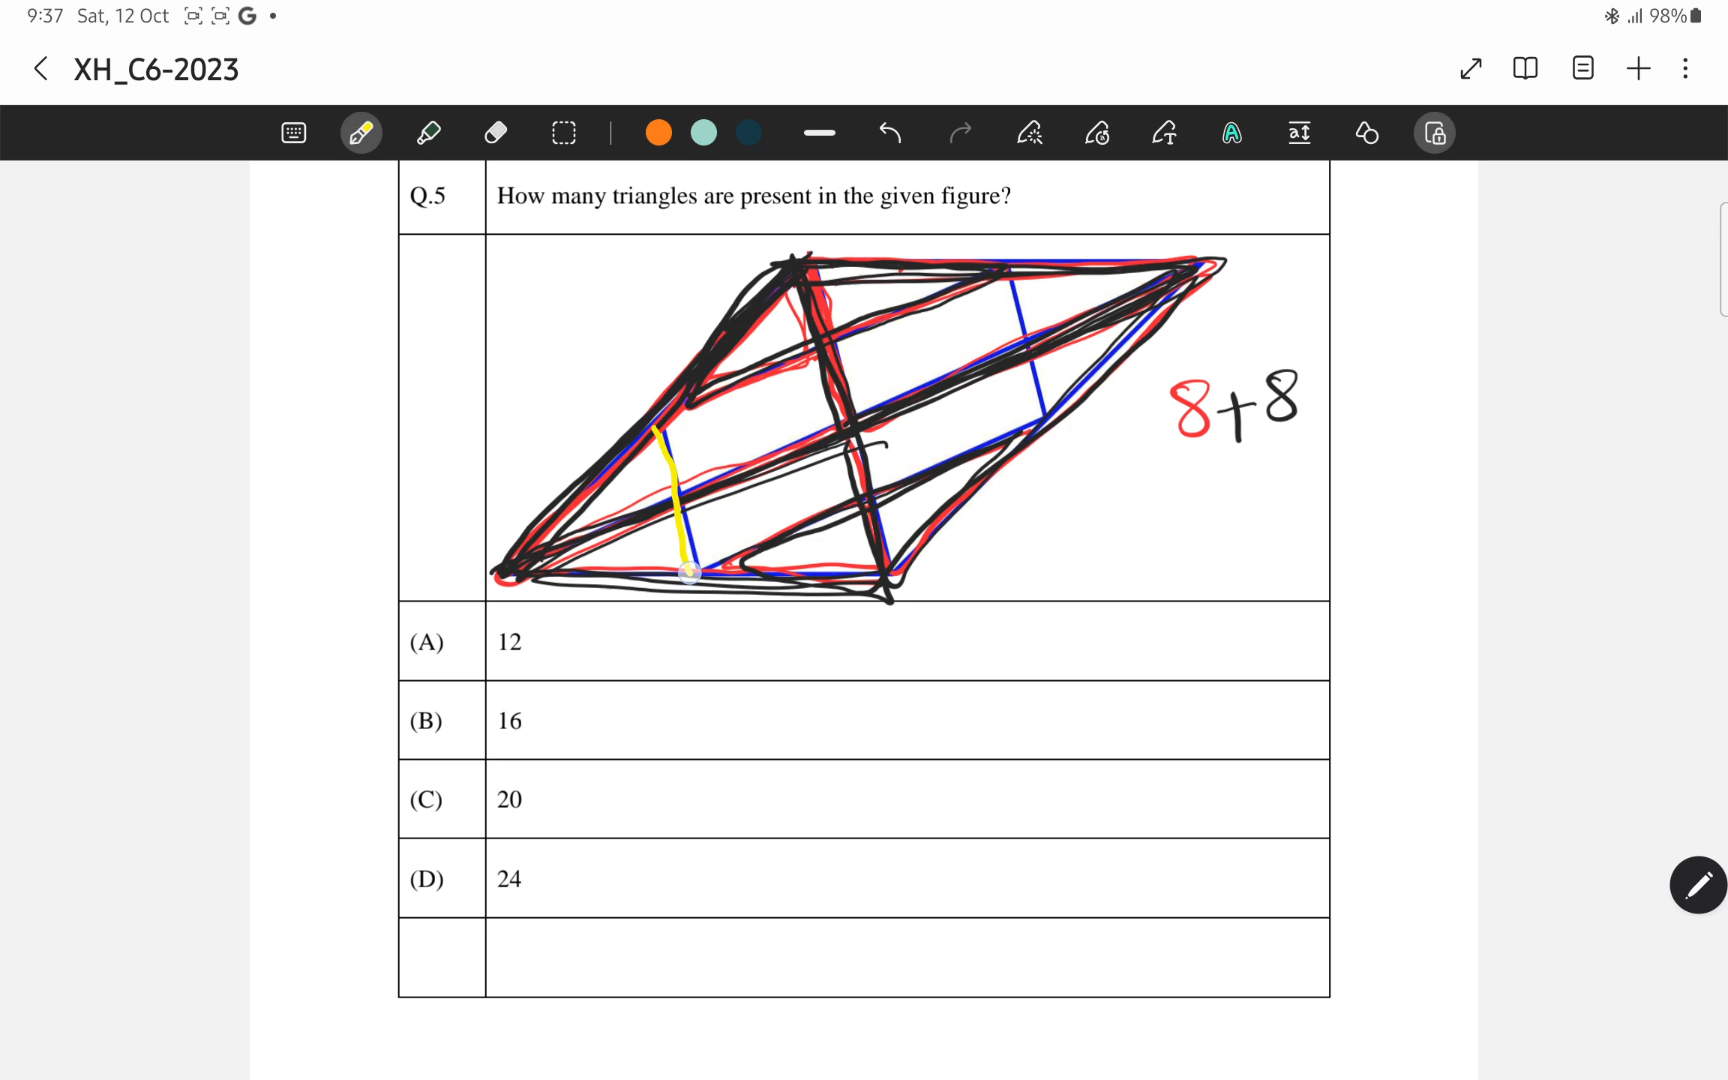 9:37 Sat, 12 Oct G 98%
XH_C6-2023
T A a
Q.5 How many triangles are present in the given figure?
8+8
(A) 12
(B) 16
(C) 20
(D) 24